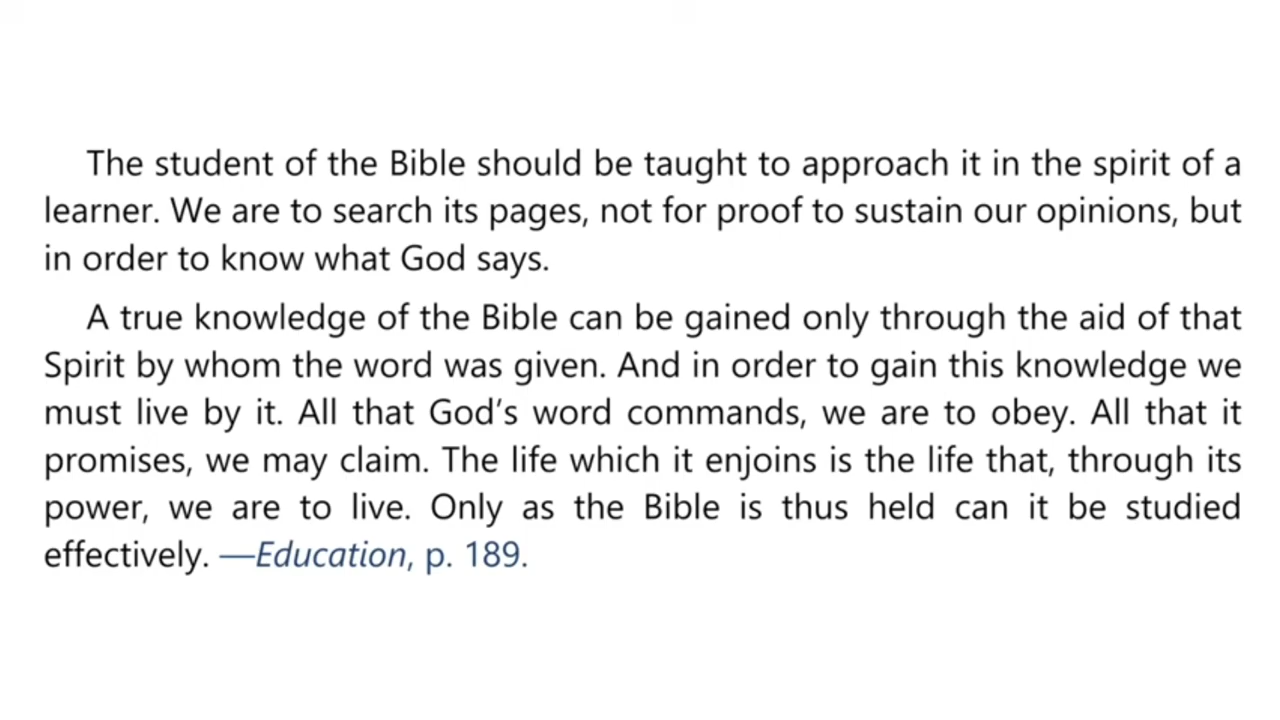 The student of the Bible should be taught to approach it in the spirit of a
learner. We are to search its pages, not for proof to sustain our opinions, but
in order to know what God says.
A true knowledge of the Bible can be gained only through the aid of that
Spirit by whom the word was given. And in order to gain this knowledge we
must live by it. All that God’s word commands, we are to obey. All that it
promises, we may claim. The life which it enjoins is the life that, through its
power, we are to live. Only as the Bible is thus held can it be studied
effectively. —Education, p. 189.